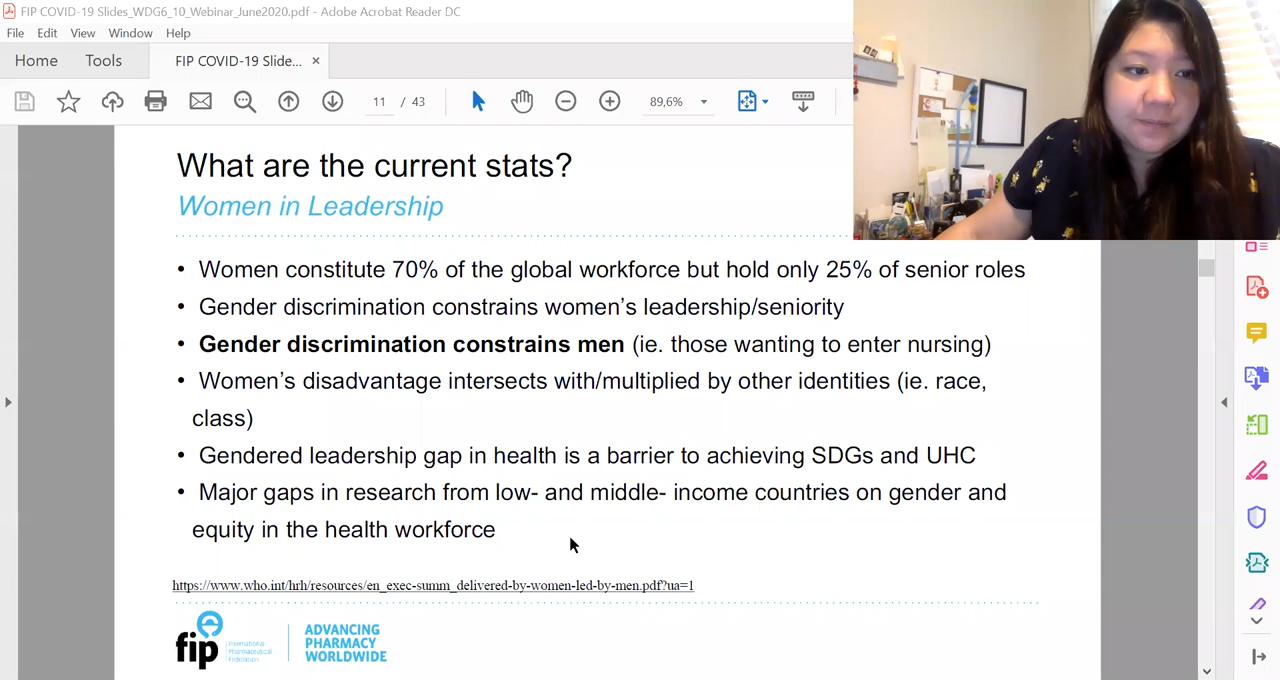 FIP COVID-19 Slides_WDG6_10_Webinar_June2020.pdf - Adobe Acrobat Reader DC
File Edit View Window Help
Home Tools FIP COVID-19 Slide... ×
11 / 43 89,6%
What are the current stats?
Women in Leadership
• Women constitute 70% of the global workforce but hold only 25% of senior roles
• Gender discrimination constrains women’s leadership/seniority
• Gender discrimination constrains men (ie. those wanting to enter nursing)
• Women’s disadvantage intersects with/multiplied by other identities (ie. race,
class)
• Gendered leadership gap in health is a barrier to achieving SDGs and UHC
• Major gaps in research from low- and middle- income countries on gender and
equity in the health workforce
https://www.who.int/hrh/resources/en_exec-summ_delivered-by-women-led-by-men.pdf?ua=1
fip
International
Pharmaceutical
Federation
ADVANCING
PHARMACY
WORLDWIDE